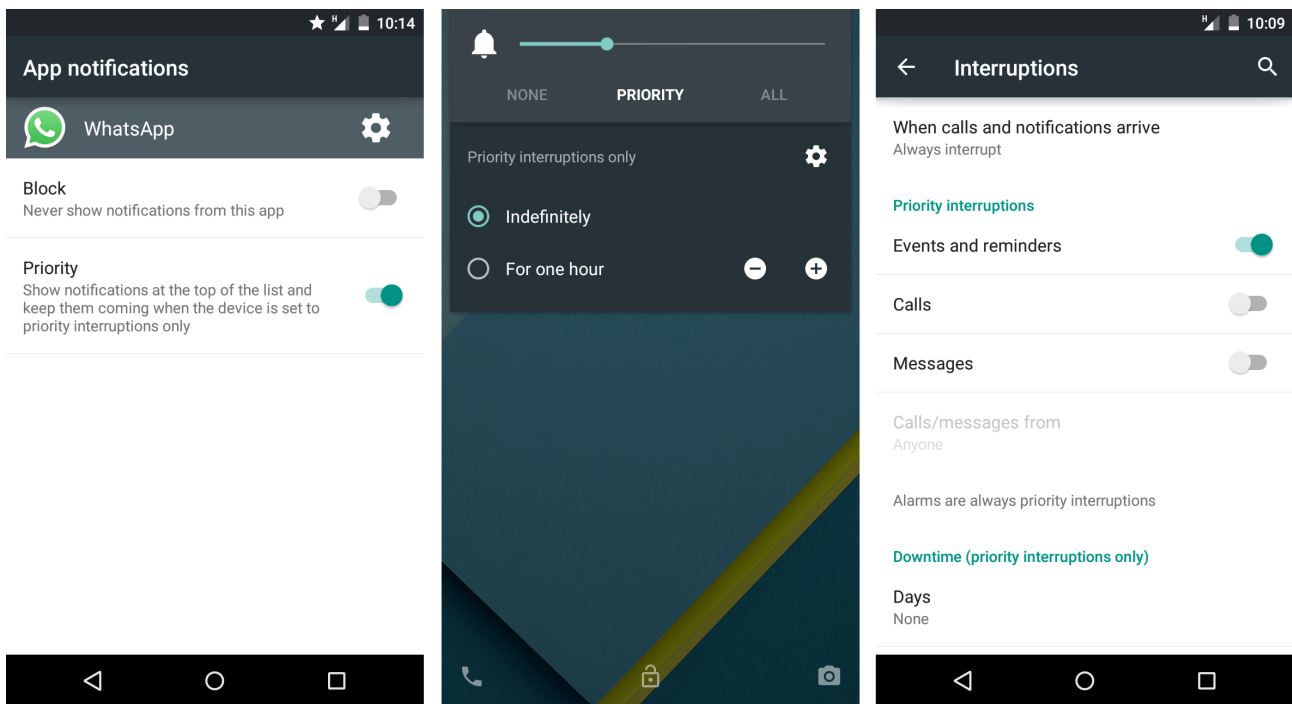 H 10:14
App notifications
WhatsApp
Block
Never show notifications from this app
Priority
Show notifications at the top of the list and
keep them coming when the device is set to
priority interruptions only
NONE PRIORITY ALL
Priority interruptions only
Indefinitely
For one hour
H 10:09
Interruptions
When calls and notifications arrive
Always interrupt
Priority interruptions
Events and reminders
Calls
Messages
Calls/messages from
Anyone
Alarms are always priority interruptions
Downtime (priority interruptions only)
Days
None